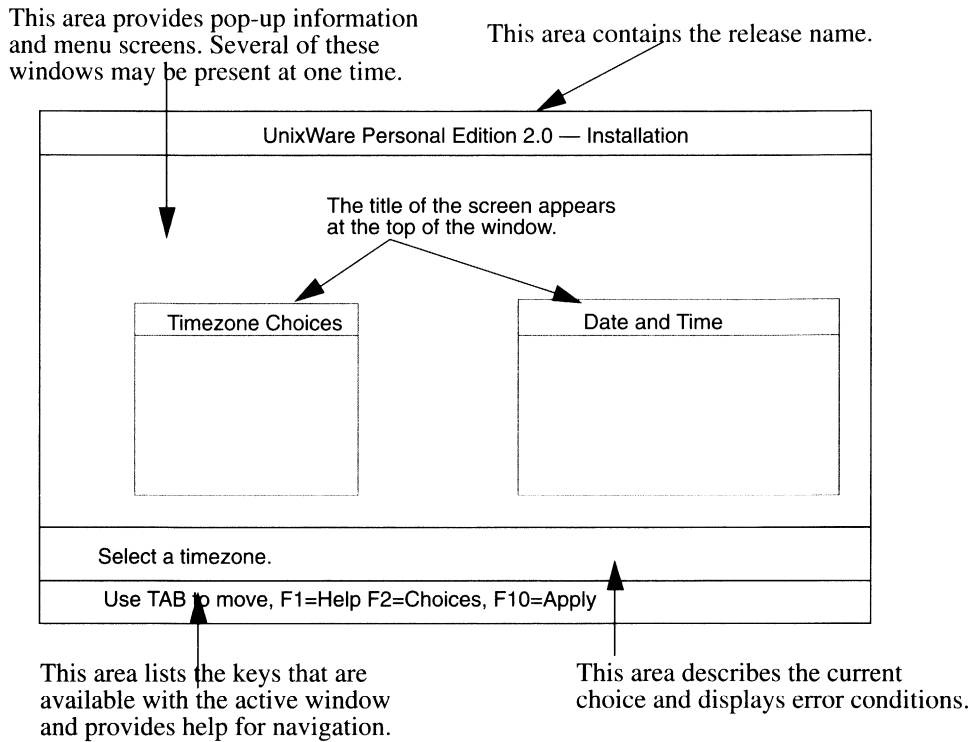 This area provides pop-up information
and menu screens. Several of these
windows may be present at one time.
This area contains the release name.
UnixWare Personal Edition 2.0 — Installation
The title of the screen appears
at the top of the window.
Timezone Choices
Date and Time
Select a timezone.
Use TAB to move, F1=Help F2=Choices, F10=Apply
This area lists the keys that are
available with the active window
and provides help for navigation.
This area describes the current
choice and displays error conditions.